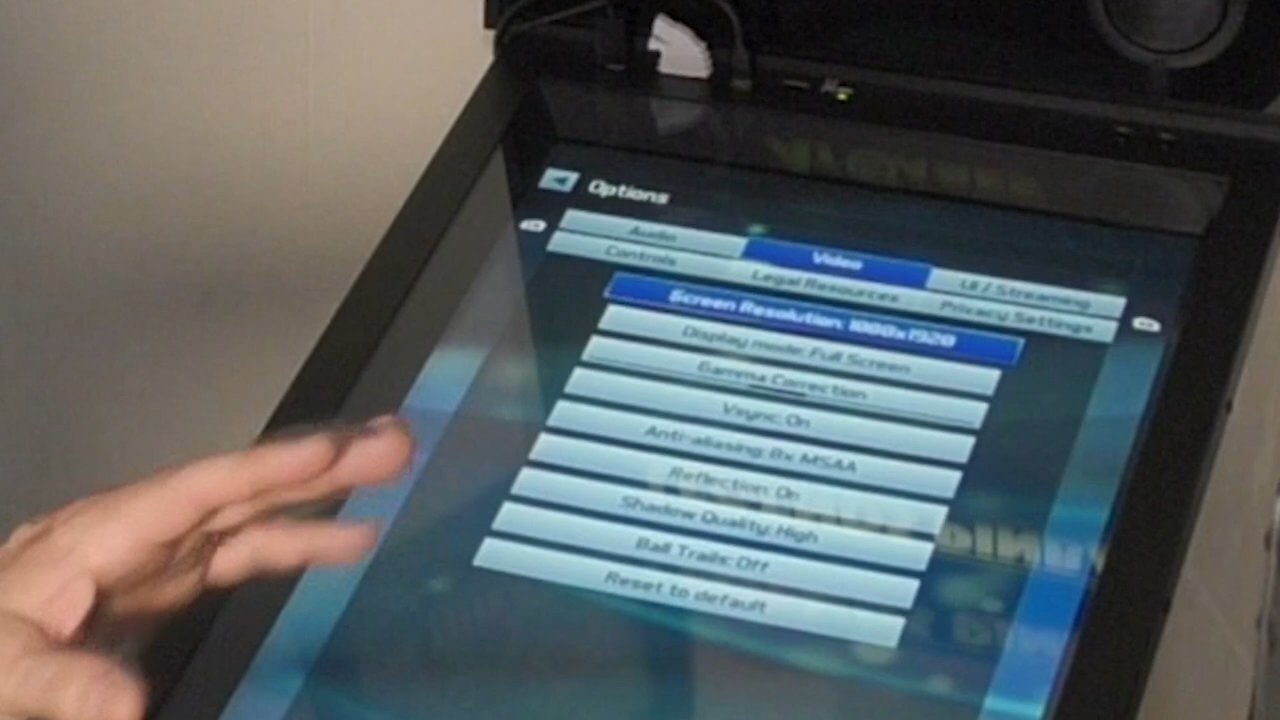 Options
Audio Video UI / Streaming
Controls Legal Resources Privacy Settings
Screen Resolution: 1080x1920
Display mode: Full Screen
Gamma Correction
Vsync: On
Anti-aliasing: 8x MSAA
Reflection: On
Shadow Quality: High
Ball Trails: Off
Reset to default